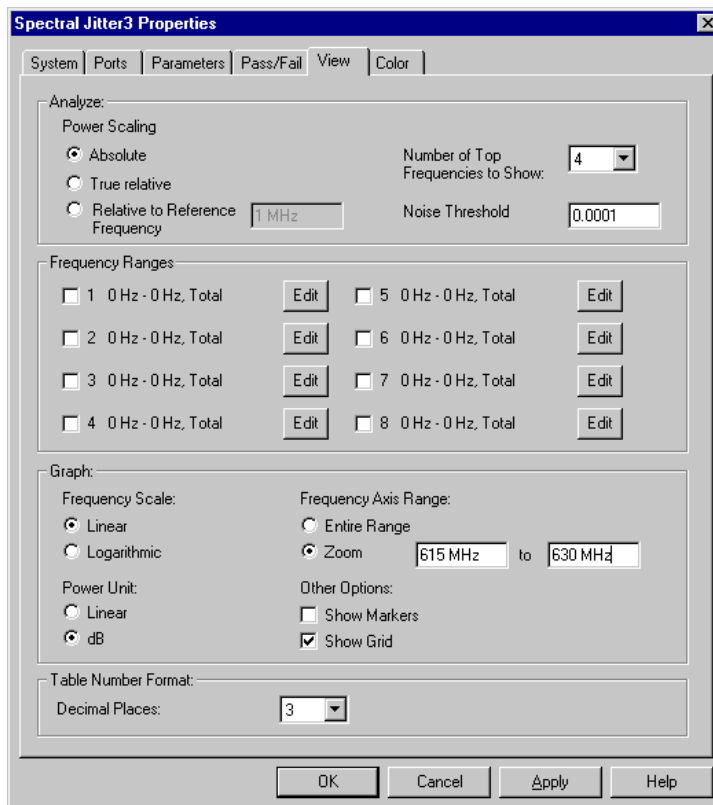 Spectral Jitter3 Properties
System Ports Parameters Pass/Fail View Color
Analyze:
Power Scaling
Absolute
True relative
Relative to Reference
Frequency
1 MHz
Number of Top
Frequencies to Show:
4
Noise Threshold
0.0001
Frequency Ranges
1 0 Hz - 0 Hz, Total Edit 5 0 Hz - 0 Hz, Total Edit
2 0 Hz - 0 Hz, Total Edit 6 0 Hz - 0 Hz, Total Edit
3 0 Hz - 0 Hz, Total Edit 7 0 Hz - 0 Hz, Total Edit
4 0 Hz - 0 Hz, Total Edit 8 0 Hz - 0 Hz, Total Edit
Graph:
Frequency Scale:
Linear
Logarithmic
Power Unit:
Linear
dB
Frequency Axis Range:
Entire Range
Zoom 615 MHz to 630 MHz
Other Options:
Show Markers
Show Grid
Table Number Format:
Decimal Places: 3
OK Cancel Apply Help